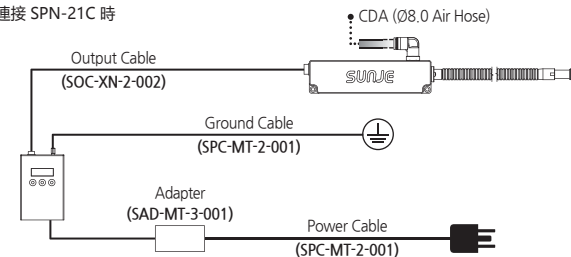 連接 SPN-21C 時
CDA (Ø8.0 Air Hose)
Output Cable
(SOC-XN-2-002)
SUNJE
Ground Cable
(SPC-MT-2-001)
Adapter
(SAD-MT-3-001)
Power Cable
(SPC-MT-2-001)